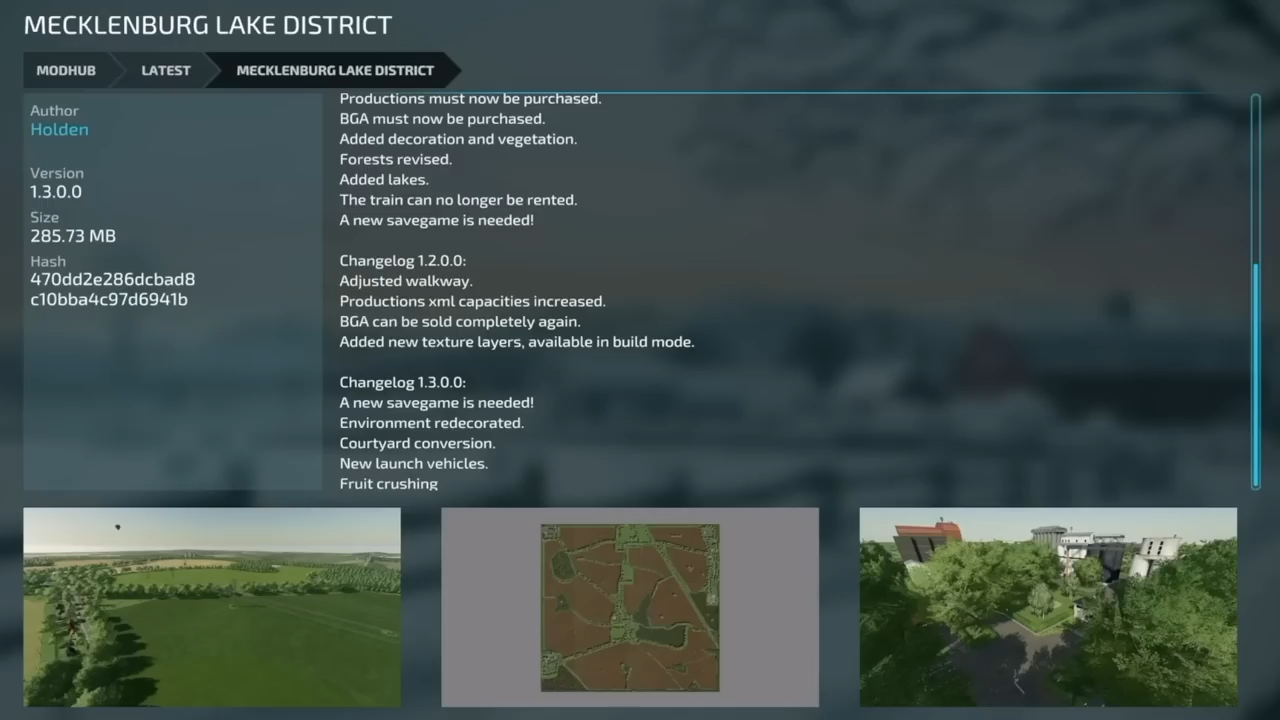 MECKLENBURG LAKE DISTRICT
MODHUB
LATEST
MECKLENBURG LAKE DISTRICT
Author
Holden
Version
1.3.0.0
Size
285.73 MB
Hash
470dd2e286dcbad8
c10bba4c97d6941b
Productions must now be purchased.
BGA must now be purchased.
Added decoration and vegetation.
Forests revised.
Added lakes.
The train can no longer be rented.
A new savegame is needed!
Changelog 1.2.0.0:
Adjusted walkway.
Productions xml capacities increased.
BGA can be sold completely again.
Added new texture layers, available in build mode.
Changelog 1.3.0.0:
A new savegame is needed!
Environment redecorated.
Courtyard conversion.
New launch vehicles.
Fruit crushing